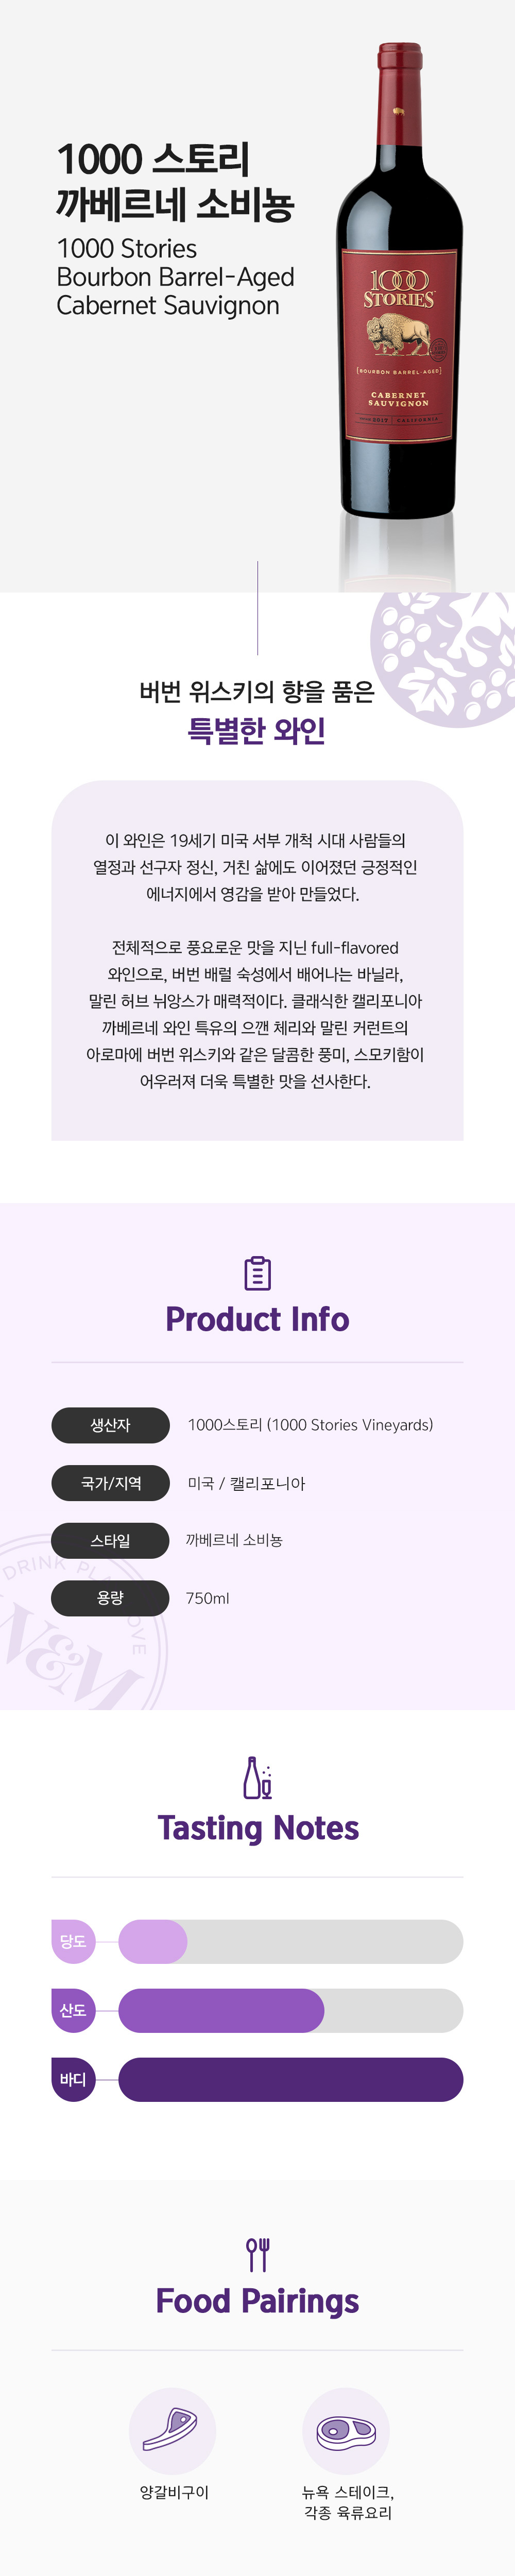 1000 스토리
까베르네 소비뇽
1000 Stories
Bourbon Barrel-Aged
Cabernet Sauvignon
1000
STORIES
[BOURBON BARREL-AGED]
CABERNET
SAUVIGNON
2017 | CALIFORNIA
버번 위스키의 향을 품은
특별한 와인
이 와인은 19세기 미국 서부 개척 시대 사람들의
열정과 선구자 정신, 거친 삶에도 이어졌던 긍정적인
에너지에서 영감을 받아 만들었다.
전체적으로 풍요로운 맛을 지닌 full-flavored
와인으로, 버번 배럴 숙성에서 배어나는 바닐라,
말린 허브 뉘앙스가 매력적이다. 클래식한 캘리포니아
까베르네 와인 특유의 으깬 체리와 말린 커런트의
아로마에 버번 위스키와 같은 달콤한 풍미, 스모키함이
어우러져 더욱 특별한 맛을 선사한다.
Product Info
생산자 1000스토리 (1000 Stories Vineyards)
국가/지역 미국 / 캘리포니아
스타일 까베르네 소비뇽
용량 750ml
DRINK
W&M
Tasting Notes
당도
산도
바디
Food Pairings
양갈비구이
뉴욕 스테이크,
각종 육류요리